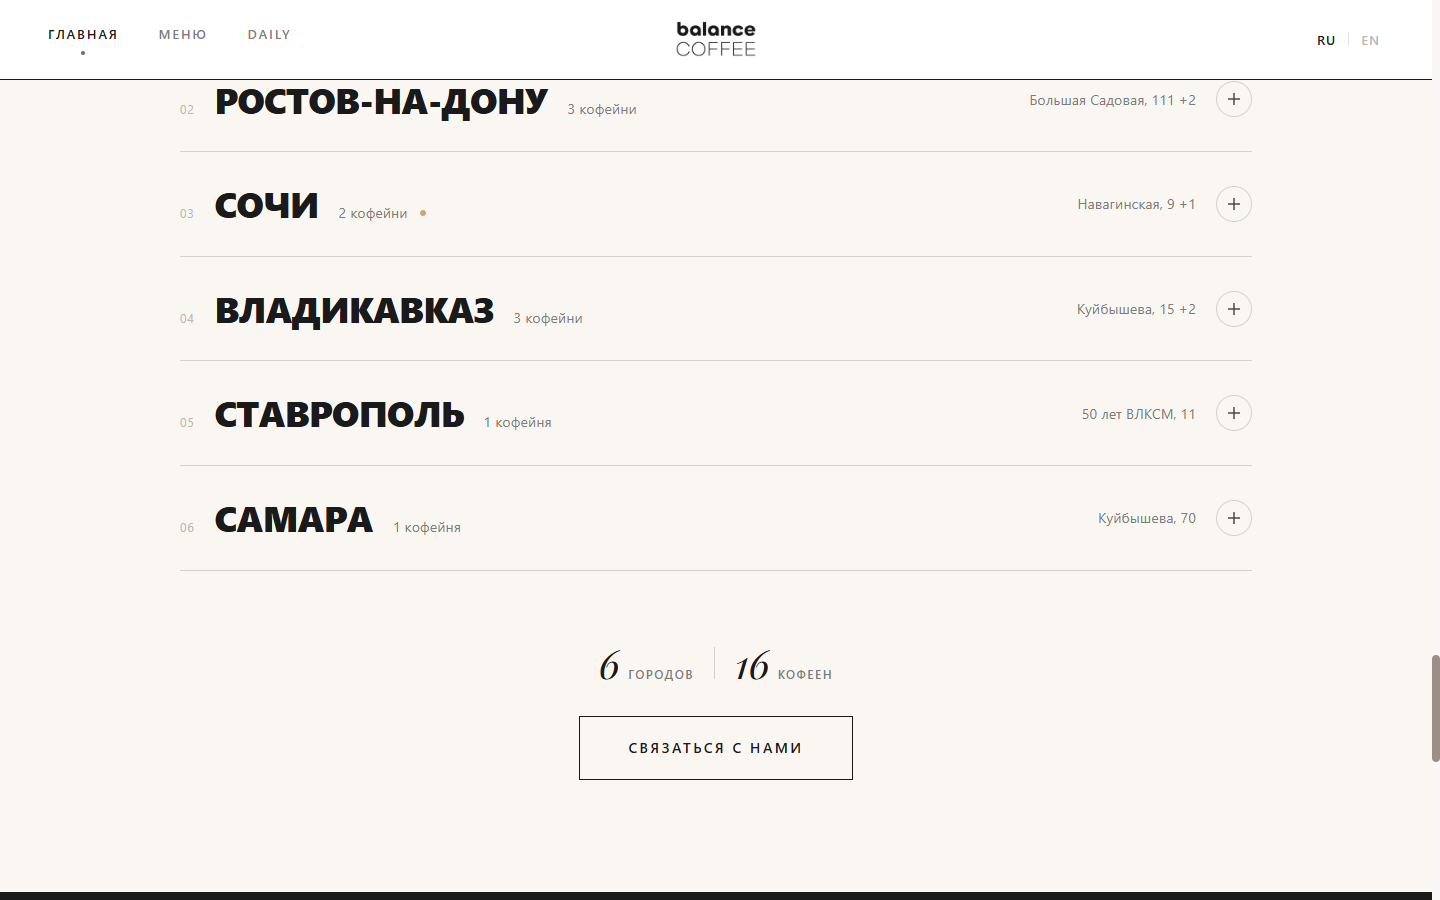 ГЛАВНАЯ МЕНЮ DAILY
balance
COFFEE
RU EN
02 РОСТОВ-НА-ДОНУ 3 кофейни Большая Садовая, 111 +2
03 СОЧИ 2 кофейни Навагинская, 9 +1
04 ВЛАДИКАВКАЗ 3 кофейни Куйбышева, 15 +2
05 СТАВРОПОЛЬ 1 кофейня 50 лет ВЛКСМ, 11
06 САМАРА 1 кофейня Куйбышева, 70
6 ГОРОДОВ 16 КОФЕЕН
СВЯЗАТЬСЯ С НАМИ